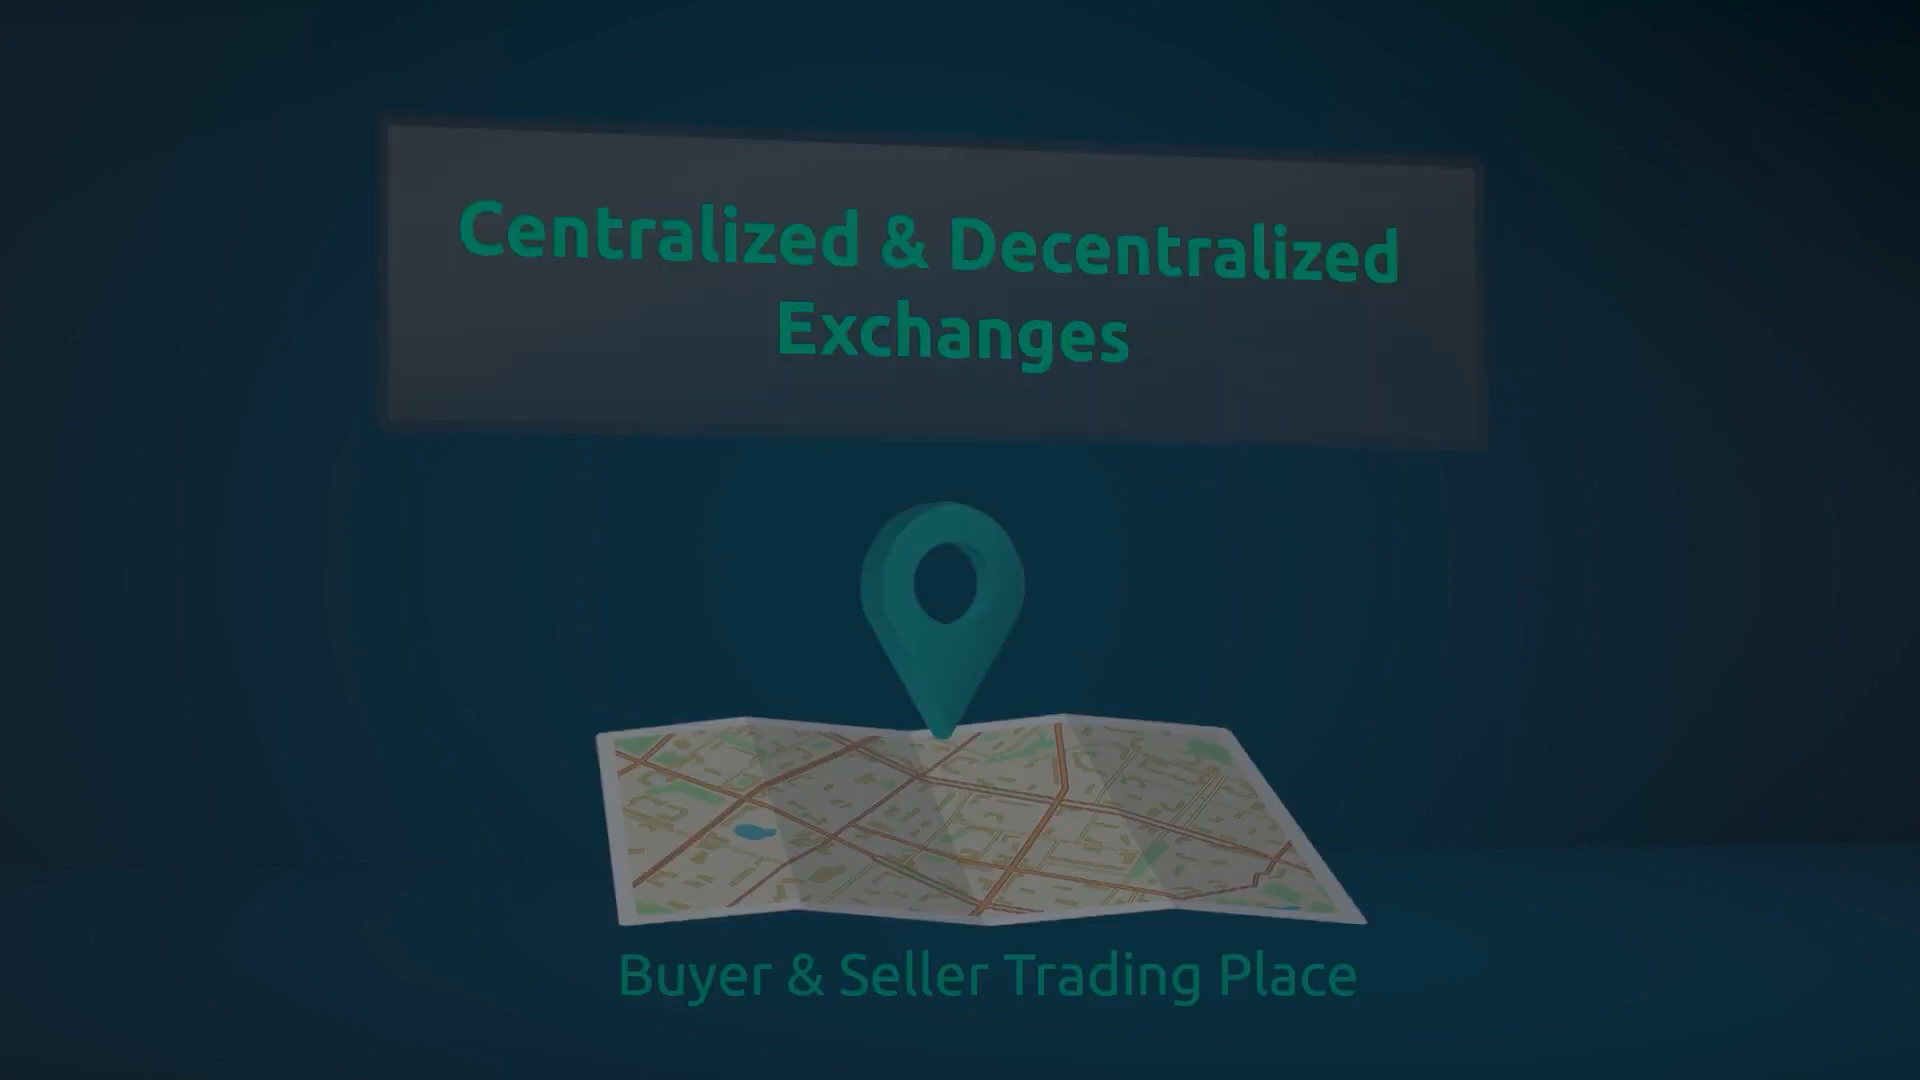 Centralized & Decentralized
Exchanges
Buyer & Seller Trading Place